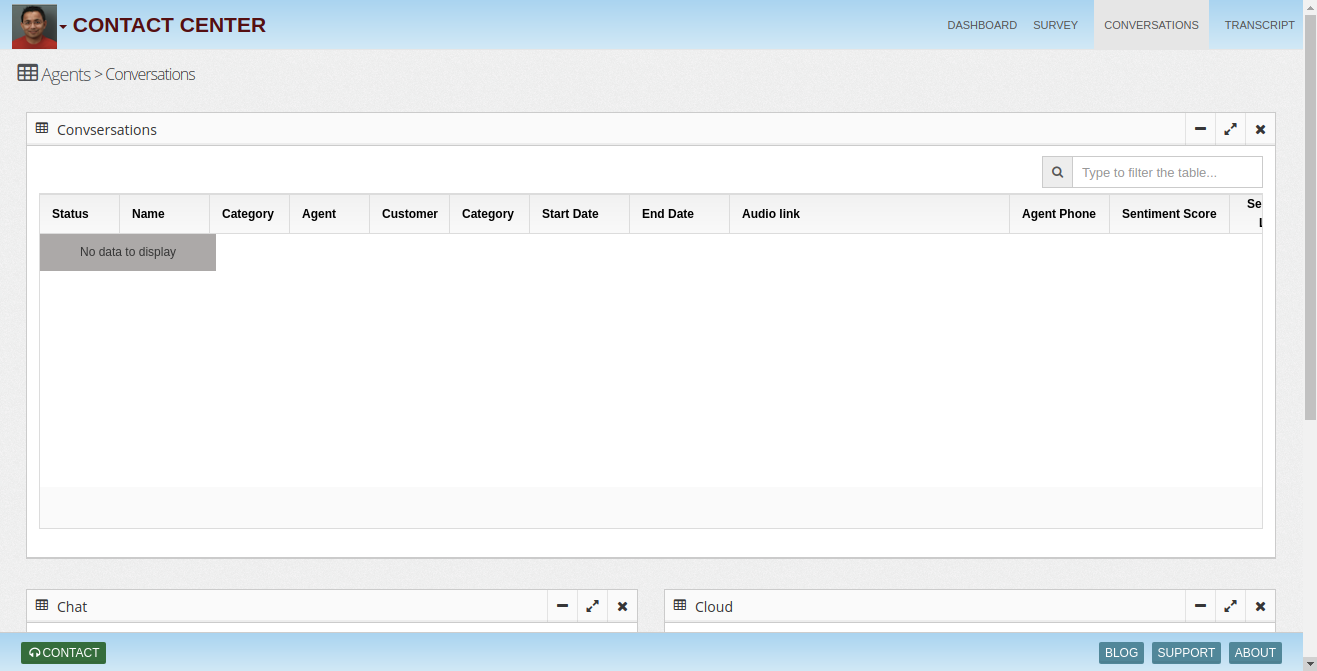 CONTACT CENTER
DASHBOARD SURVEY CONVERSATIONS TRANSCRIPT
Agents > Conversations
Convsersations
Type to filter the table...
Status Name Category Agent Customer Category Start Date End Date Audio link Agent Phone Sentiment Score
No data to display
Chat
Cloud
CONTACT
BLOG SUPPORT ABOUT